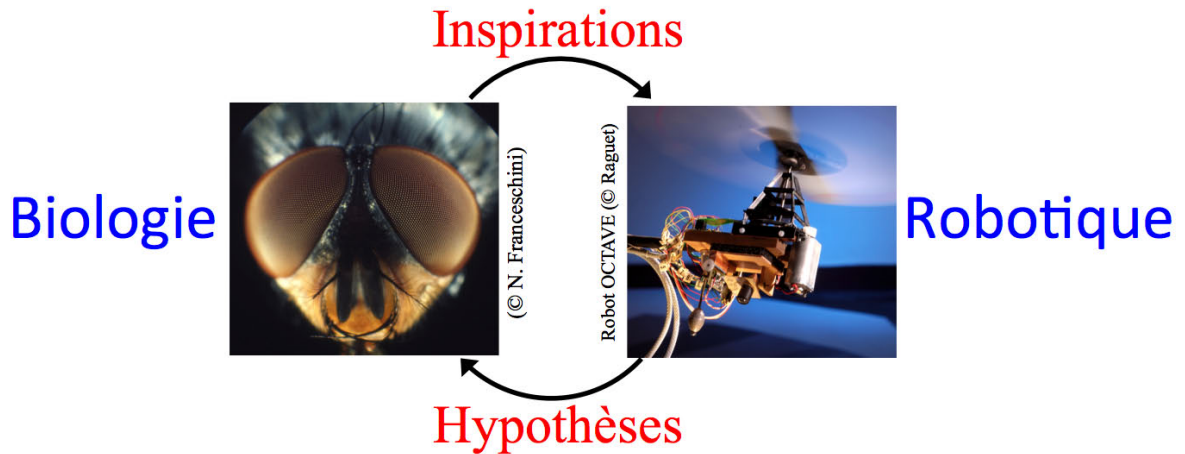 Inspirations
Biologie
(© N. Franceschini)
Robot OCTAVE (© Raguet)
Robotique
Hypothèses